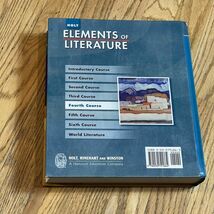 HOLT
ELEMENTS OF
LITERATURE
Introductory Course
First Course
Second Course
Third Course
Fourth Course
Fifth Course
Sixth Course
World Literature
HOLT, RINEHART AND WINSTON
A Harcourt Education Company